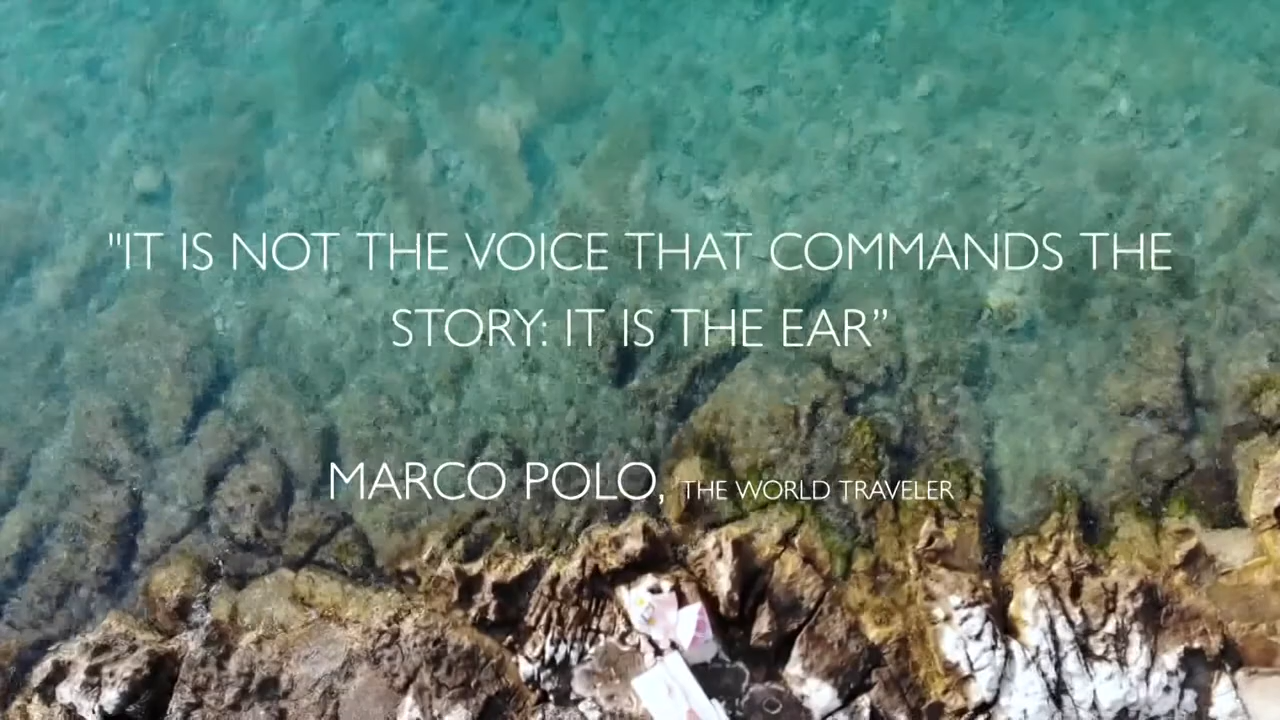 "IT IS NOT THE VOICE THAT COMMANDS THE
STORY: IT IS THE EAR”
MARCO POLO, THE WORLD TRAVELER